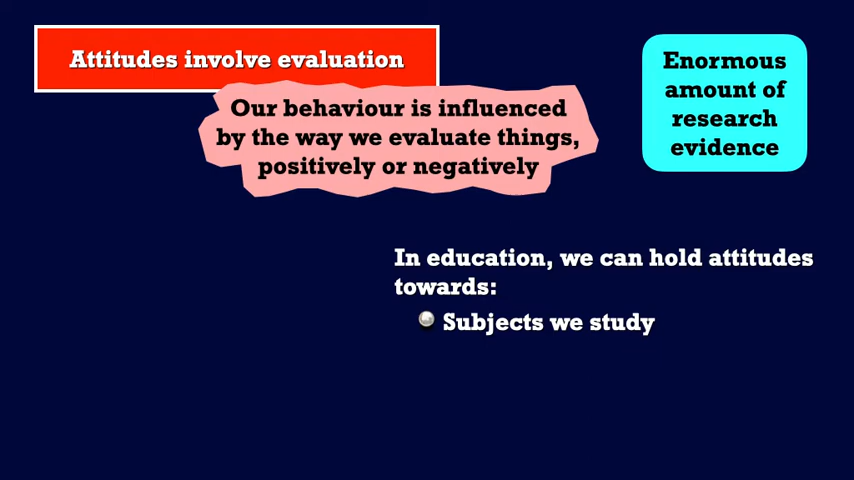 Attitudes involve evaluation
Our behaviour is influenced
by the way we evaluate things,
positively or negatively
Enormous
amount of
research
evidence
In education, we can hold attitudes
towards:
Subjects we study